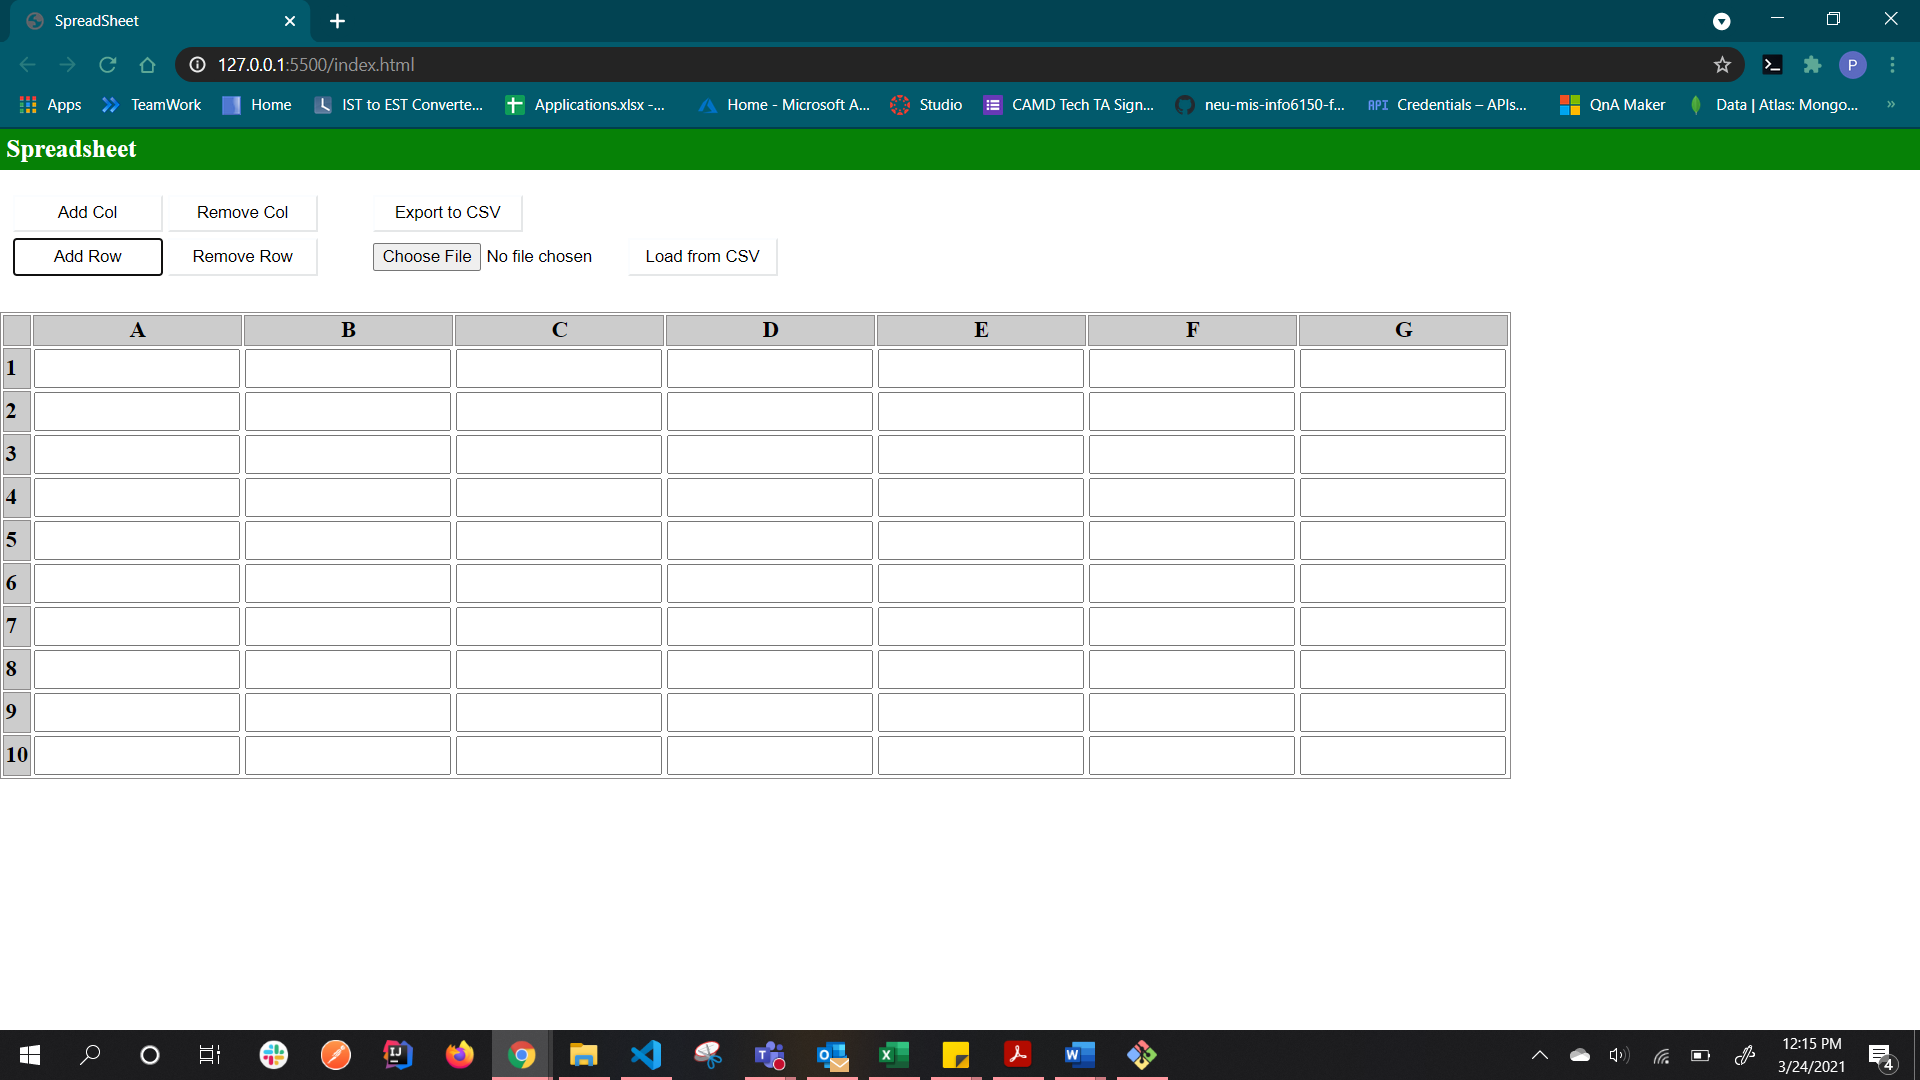 SpreadSheet
127.0.0.1:5500/index.html
P
Apps TeamWork Home IST to EST Converte... Applications.xlsx -... Home - Microsoft A... Studio CAMD Tech TA Sign... neu-mis-info6150-f... API Credentials – APIs... QnA Maker Data | Atlas: Mongo... »
Spreadsheet
Add Col Remove Col Export to CSV
Add Row Remove Row Choose File No file chosen Load from CSV
A B C D E F G
1
2
3
4
5
6
7
8
9
10
12:15 PM
3/24/2021
4